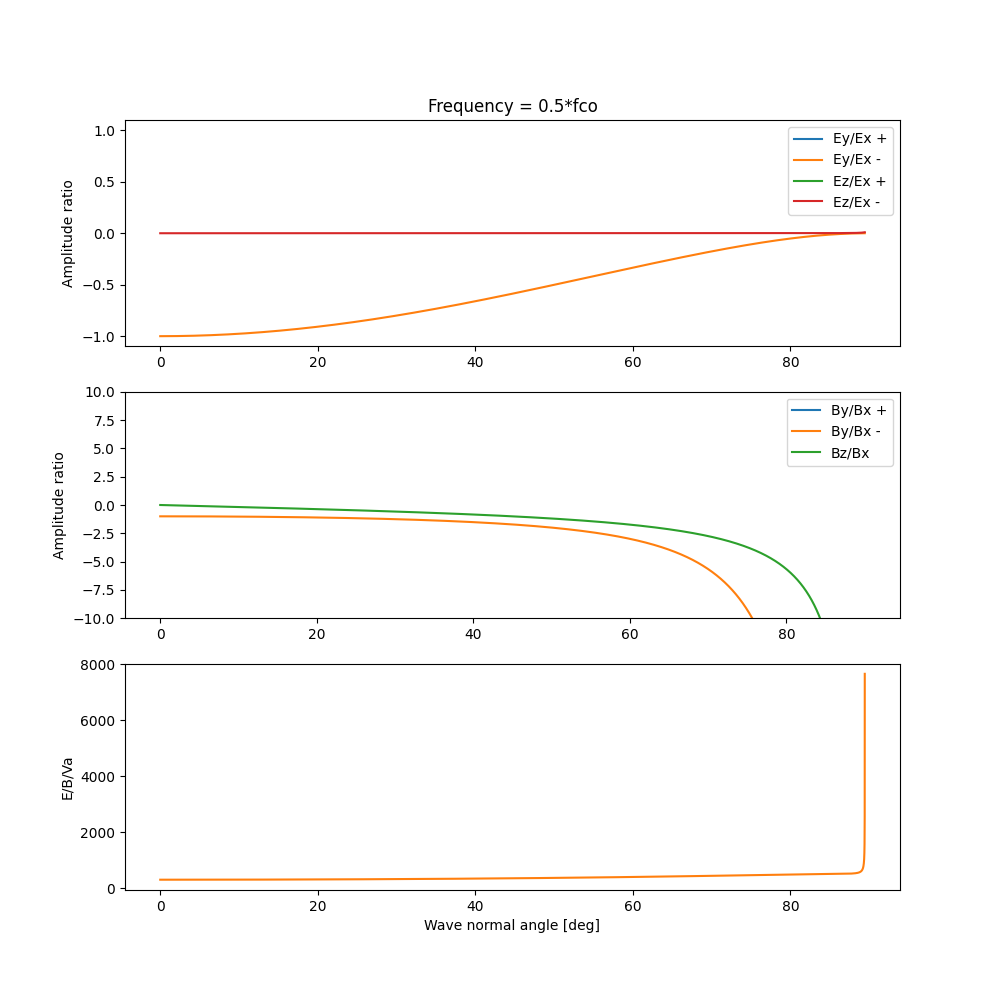 Frequency = 0.5*fco
Amplitude ratio
1.0
0.5
0.0
−0.5
−1.0
Ey/Ex +
Ey/Ex -
Ez/Ex +
Ez/Ex -
0 20 40 60 80
Amplitude ratio
10.0
7.5
5.0
2.5
0.0
−2.5
−5.0
−7.5
−10.0
By/Bx +
By/Bx -
Bz/Bx
0 20 40 60 80
E/B/Va
8000
6000
4000
2000
0
0 20 40 60 80
Wave normal angle [deg]